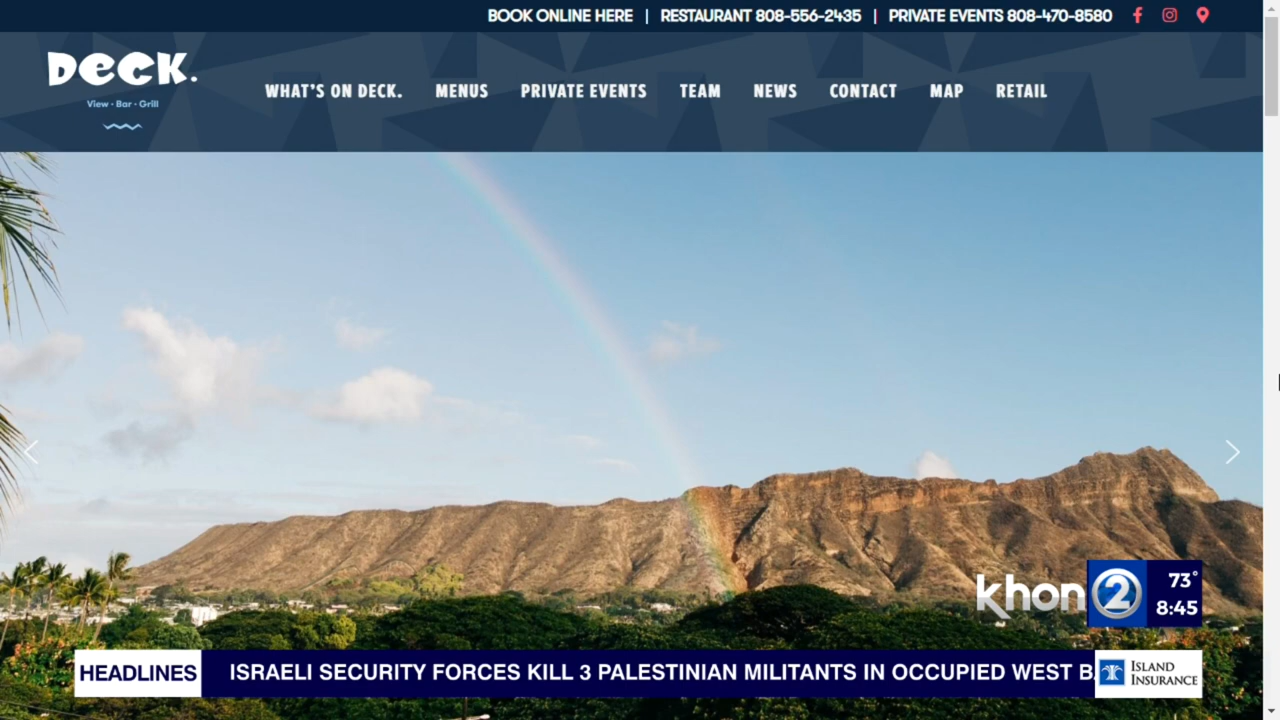 BOOK ONLINE HERE | RESTAURANT 808-556-2435 | PRIVATE EVENTS 808-470-8580
DECK.
View • Bar • Grill
WHAT'S ON DECK. MENUS PRIVATE EVENTS TEAM NEWS CONTACT MAP RETAIL
khon 2
73°
8:45
HEADLINES ISRAELI SECURITY FORCES KILL 3 PALESTINIAN MILITANTS IN OCCUPIED WEST
ISLAND
INSURANCE